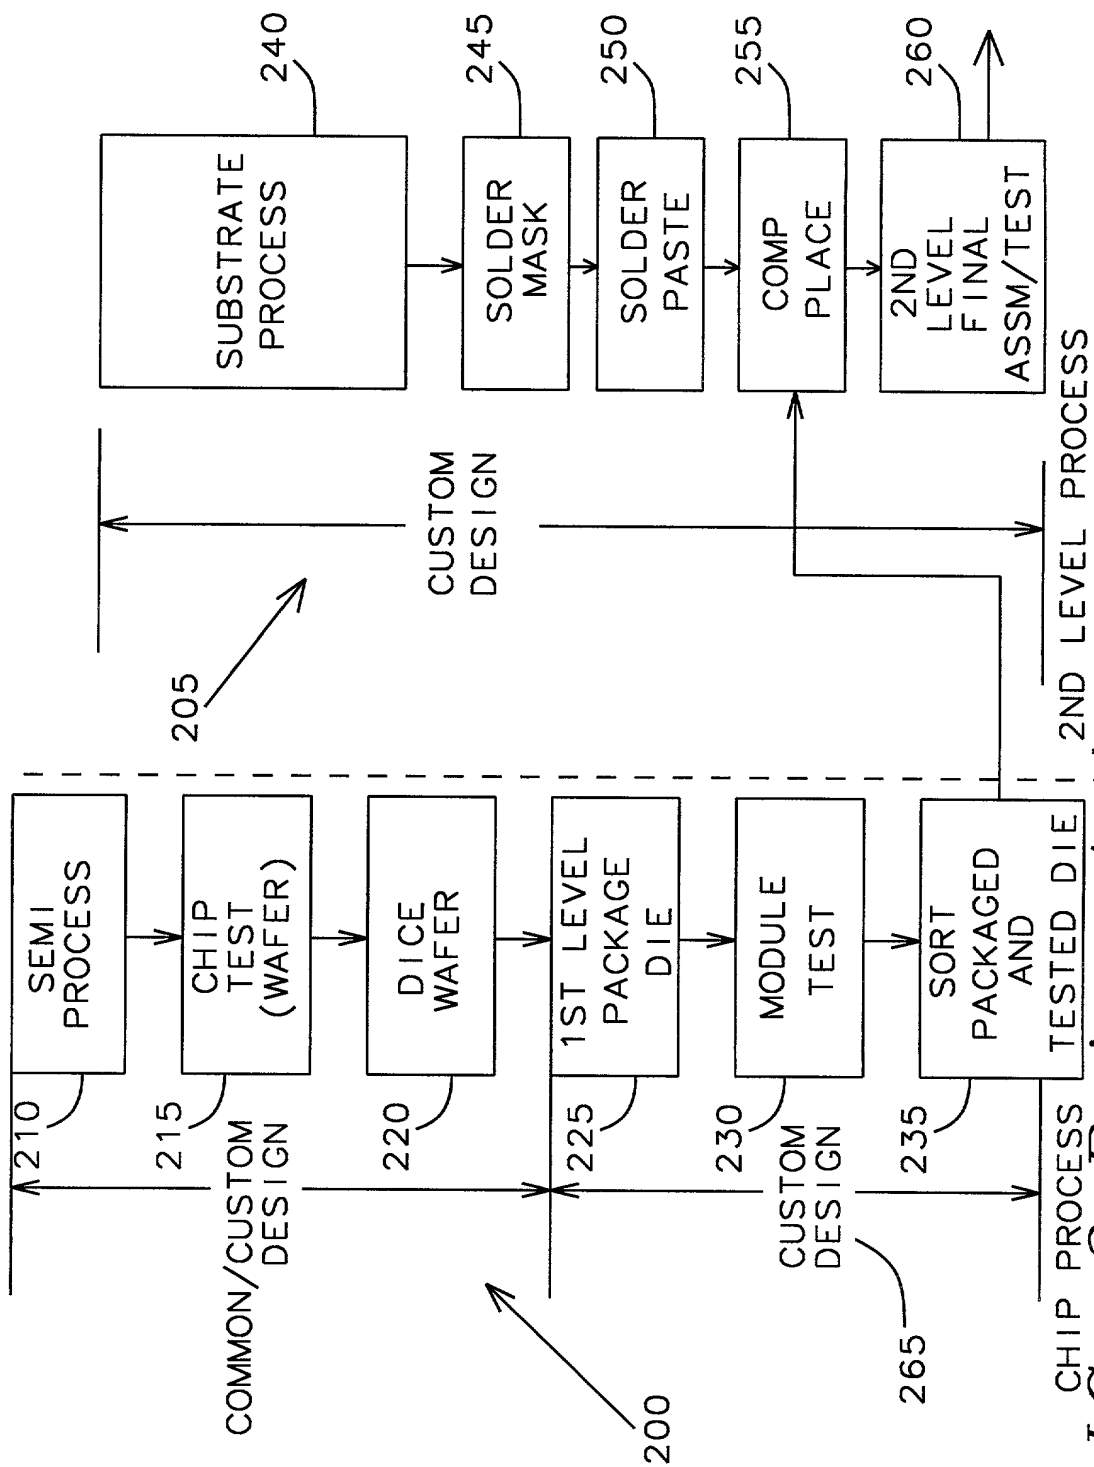 210
SEMI
PROCESS
215
CHIP
TEST
(WAFER)
220
DICE
WAFER
225
1ST LEVEL
PACKAGE
DIE
230
MODULE
TEST
235
SORT
PACKAGED
AND
TESTED DIE
COMMON/CUSTOM
DESIGN
CUSTOM
DESIGN
265
200
CHIP PROCESS
205
CUSTOM
DESIGN
SUBSTRATE
PROCESS
240
SOLDER
MASK
245
SOLDER
PASTE
250
COMP
PLACE
255
2ND
LEVEL
FINAL
ASSM/TEST
260
2ND LEVEL PROCESS